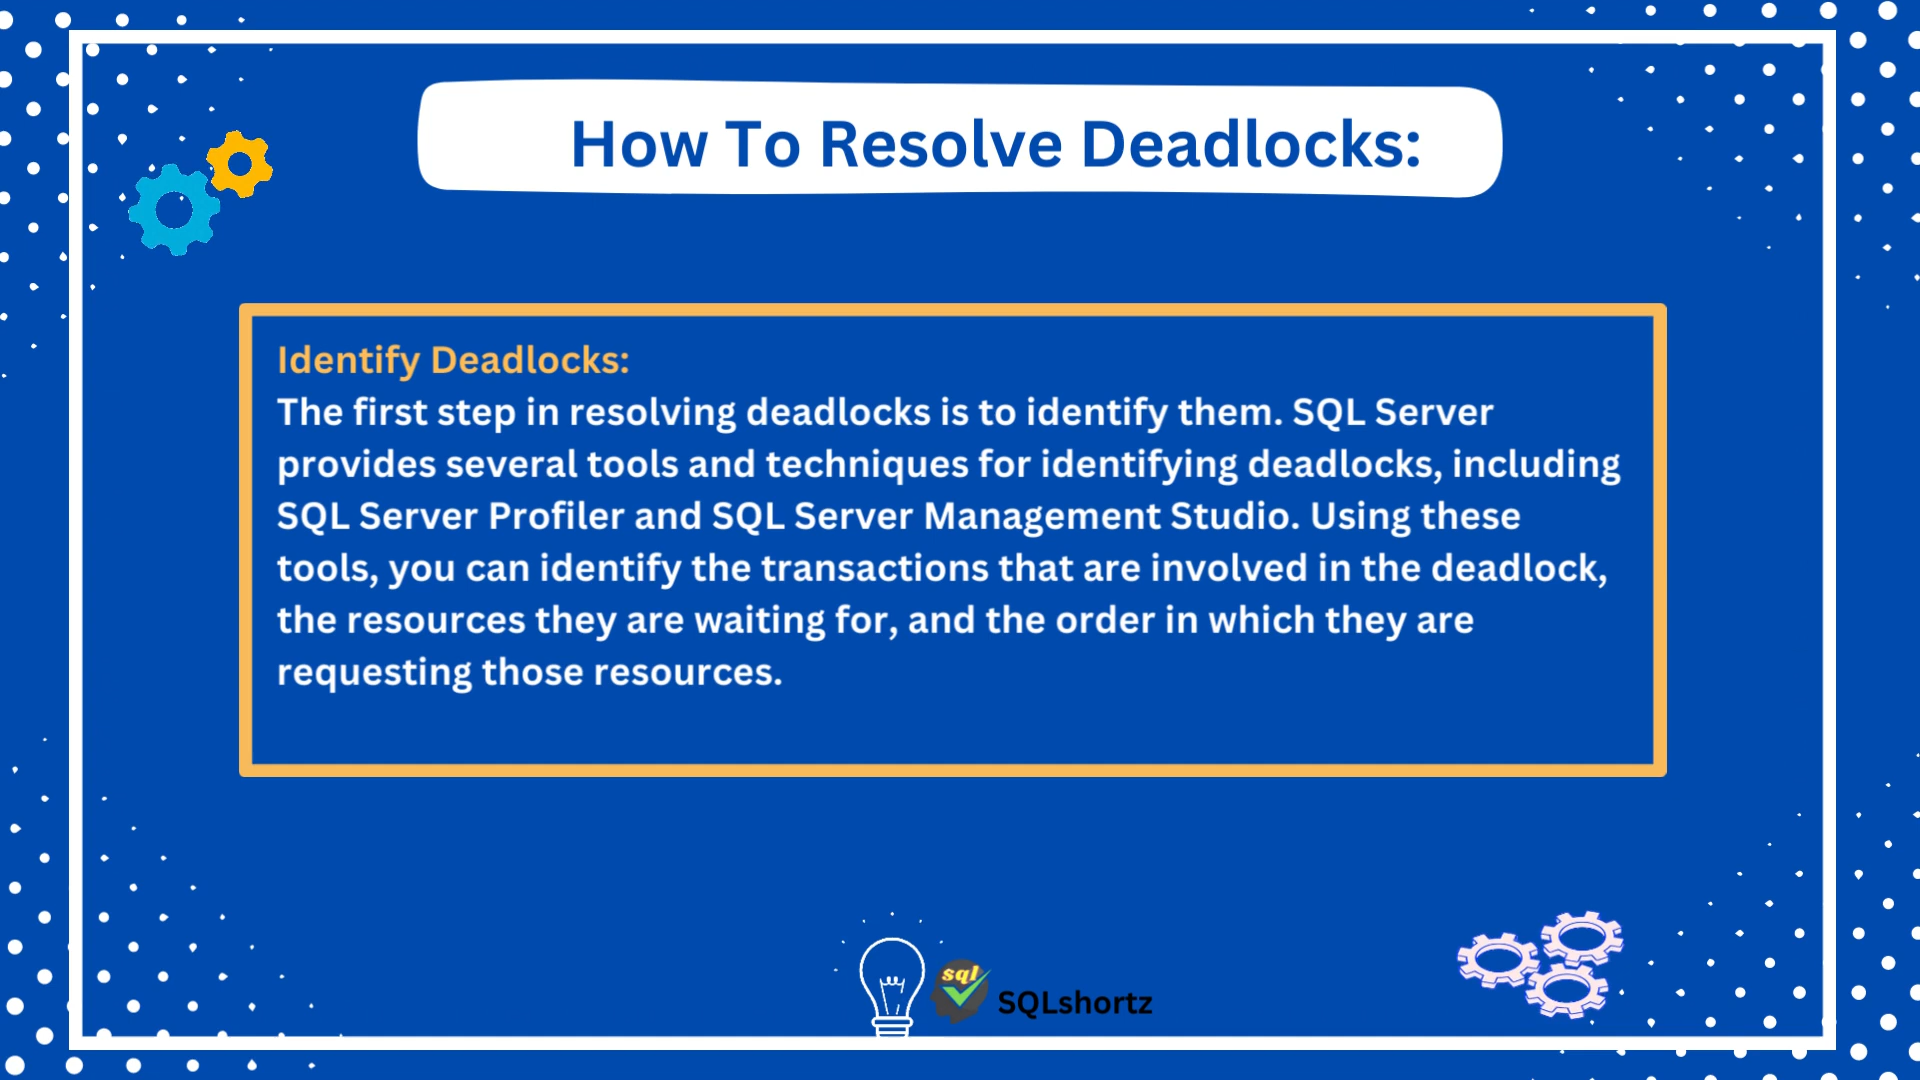 How To Resolve Deadlocks:
Identify Deadlocks:
The first step in resolving deadlocks is to identify them. SQL Server
provides several tools and techniques for identifying deadlocks, including
SQL Server Profiler and SQL Server Management Studio. Using these
tools, you can identify the transactions that are involved in the deadlock,
the resources they are waiting for, and the order in which they are
requesting those resources.
sql
SQLshortz